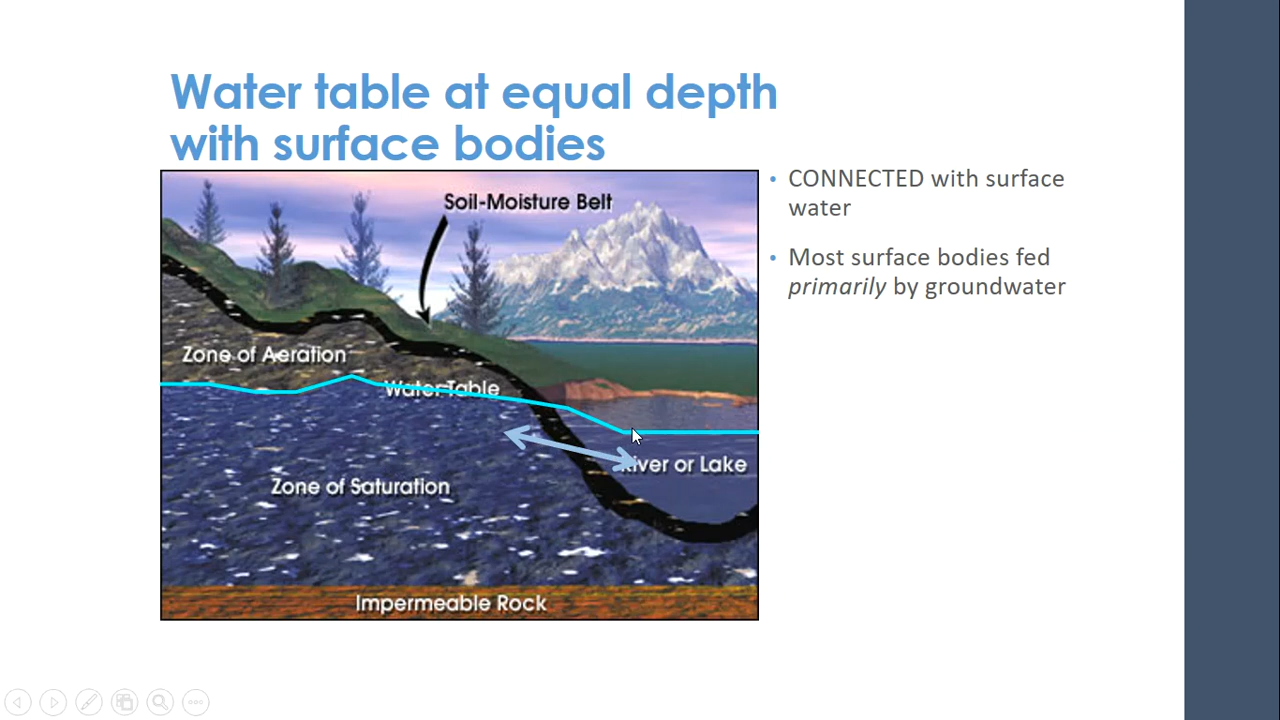 Water table at equal depth
with surface bodies
Soil-Moisture Belt
Zone of Aeration
Water Table
River or Lake
Zone of Saturation
Impermeable Rock
• CONNECTED with surface
water
• Most surface bodies fed
primarily by groundwater